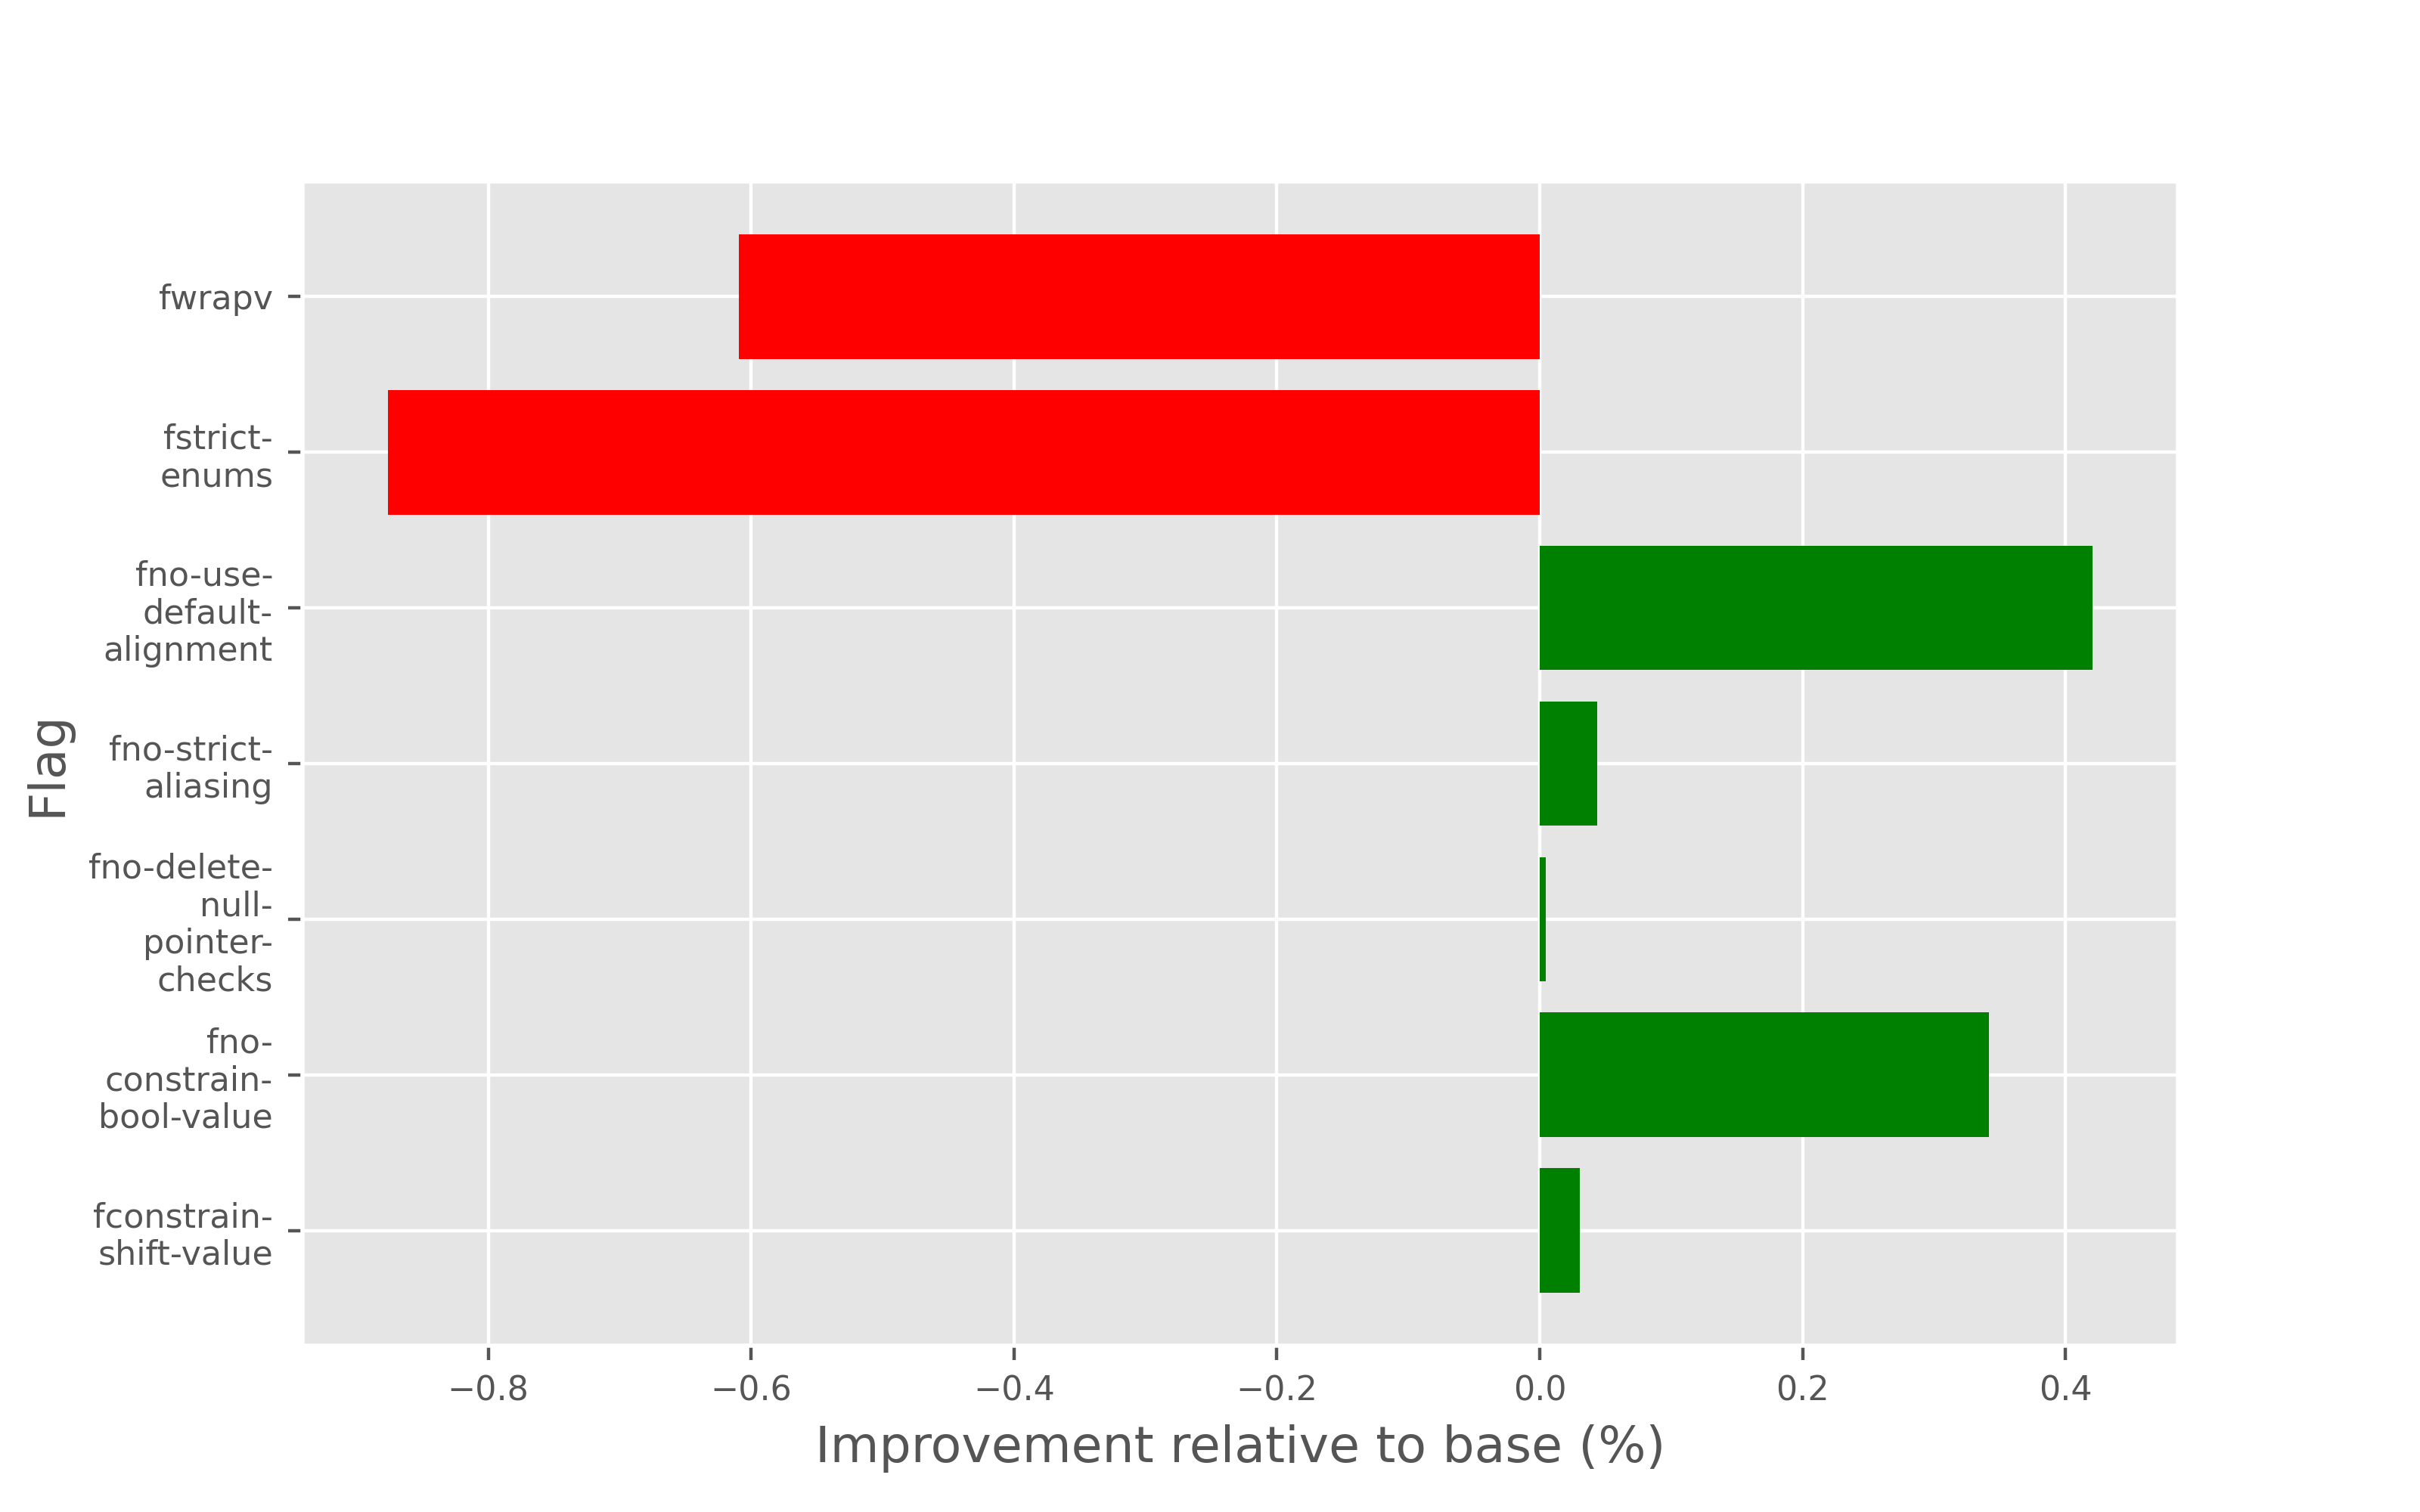 Flag
fwrapv
fstrict-
enums
fno-use-
default-
alignment
fno-strict-
aliasing
fno-delete-
null-
pointer-
checks
fno-
constrain-
bool-value
fconstrain-
shift-value
−0.8 −0.6 −0.4 −0.2 0.0 0.2 0.4
Improvement relative to base (%)